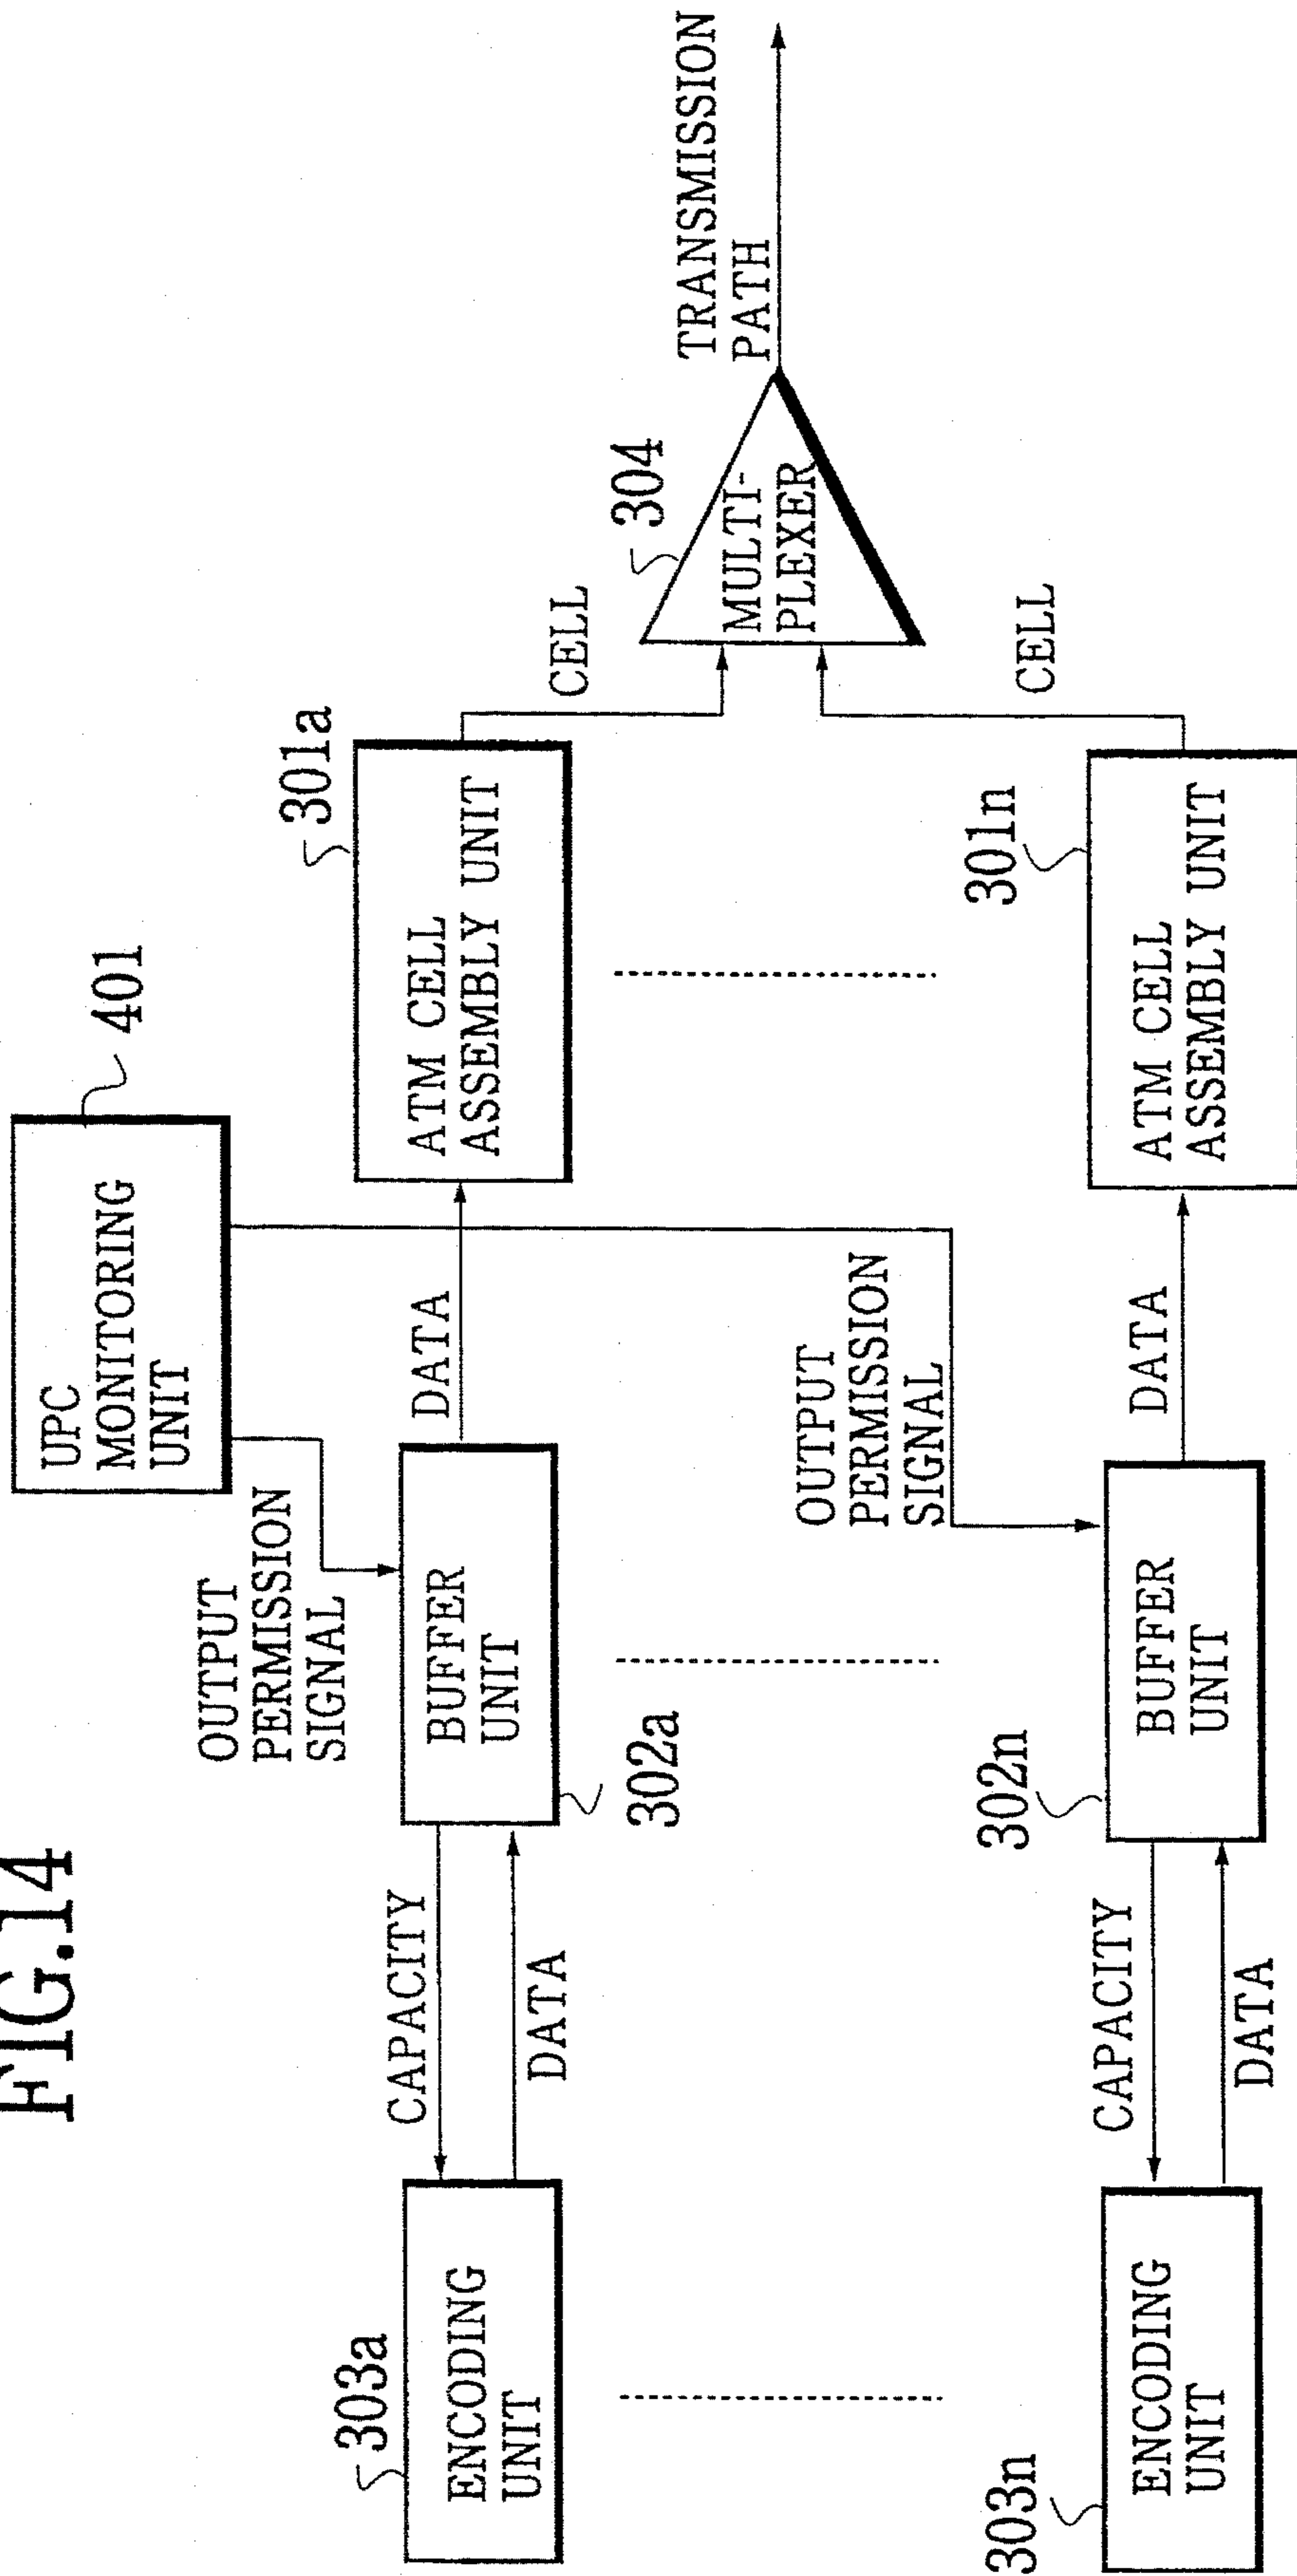 FIG.14
UPC
MONITORING
UNIT
401
OUTPUT
PERMISSION
SIGNAL
303a
ENCODING
UNIT
CAPACITY
DATA
BUFFER
UNIT
302a
DATA
301a
ATM CELL
ASSEMBLY UNIT
CELL
304
MULTI-
PLEXER
TRANSMISSION
PATH
OUTPUT
PERMISSION
SIGNAL
303n
ENCODING
UNIT
CAPACITY
DATA
302n
BUFFER
UNIT
DATA
301n
ATM CELL
ASSEMBLY UNIT
CELL